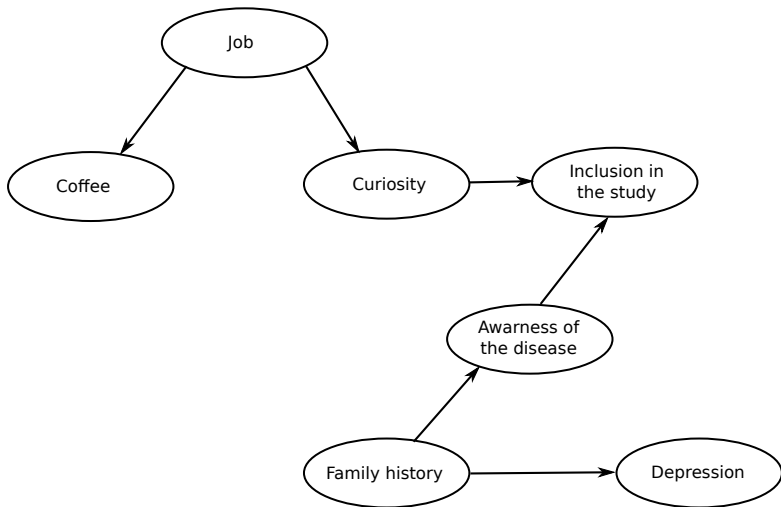 Job
Coffee
Curiosity
Inclusion in
the study
Awarness of
the disease
Family history
Depression